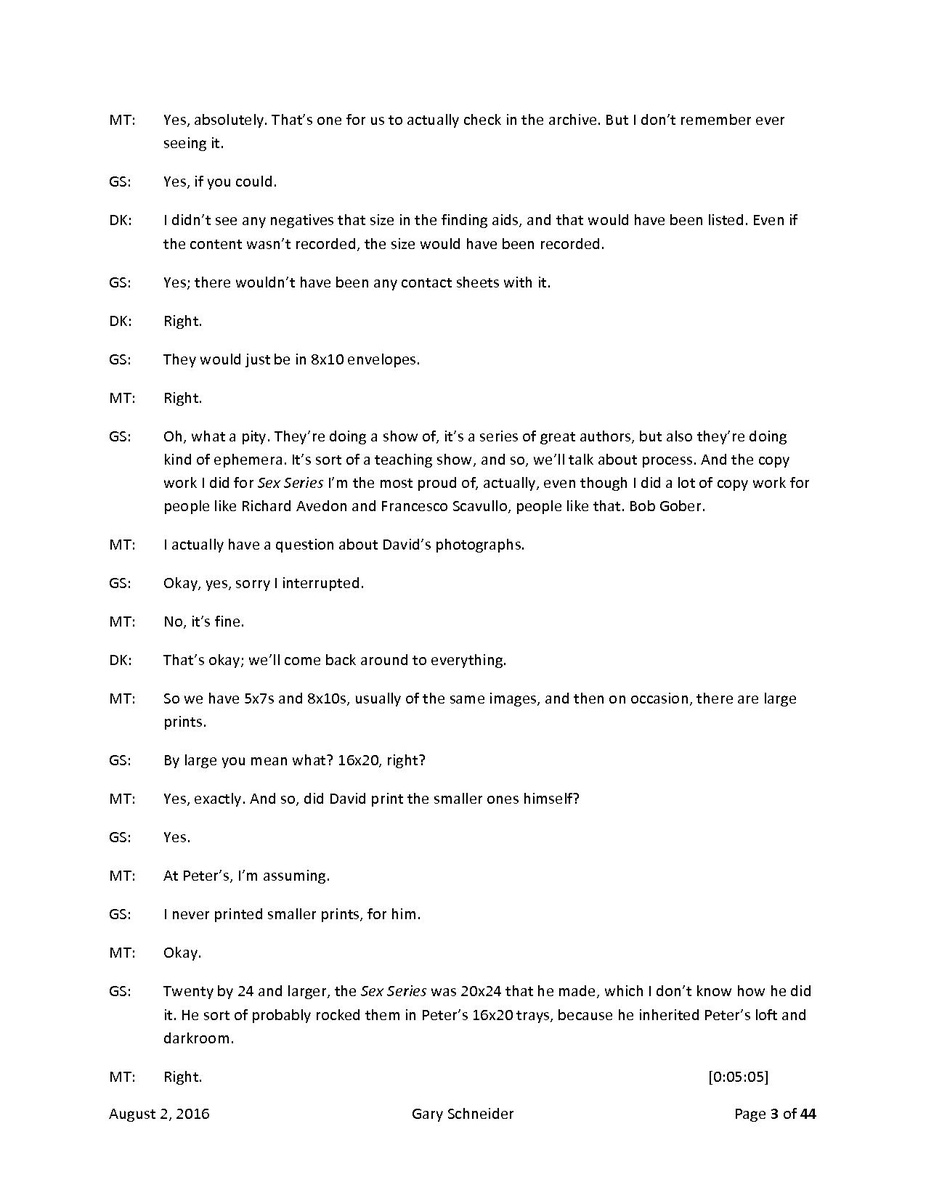 MT: Yes, absolutely. That’s one for us to actually check in the archive. But I don’t remember ever
seeing it.
GS: Yes, if you could.
DK: I didn’t see any negatives that size in the finding aids, and that would have been listed. Even if
the content wasn’t recorded, the size would have been recorded.
GS: Yes; there wouldn’t have been any contact sheets with it.
DK: Right.
GS: They would just be in 8x10 envelopes.
MT: Right.
GS: Oh, what a pity. They’re doing a show of, it’s a series of great authors, but also they’re doing
kind of ephemera. It’s sort of a teaching show, and so, we’ll talk about process. And the copy
work I did for Sex Series I’m the most proud of, actually, even though I did a lot of copy work for
people like Richard Avedon and Francesco Scavullo, people like that. Bob Gober.
MT: I actually have a question about David’s photographs.
GS: Okay, yes, sorry I interrupted.
MT: No, it’s fine.
DK: That’s okay; we’ll come back around to everything.
MT: So we have 5x7s and 8x10s, usually of the same images, and then on occasion, there are large
prints.
GS: By large you mean what? 16x20, right?
MT: Yes, exactly. And so, did David print the smaller ones himself?
GS: Yes.
MT: At Peter’s, I’m assuming.
GS: I never printed smaller prints, for him.
MT: Okay.
GS: Twenty by 24 and larger, the Sex Series was 20x24 that he made, which I don’t know how he did
it. He sort of probably rocked them in Peter’s 16x20 trays, because he inherited Peter’s loft and
darkroom.
MT: Right. [0:05:05]
August 2, 2016 Gary Schneider Page 3 of 44